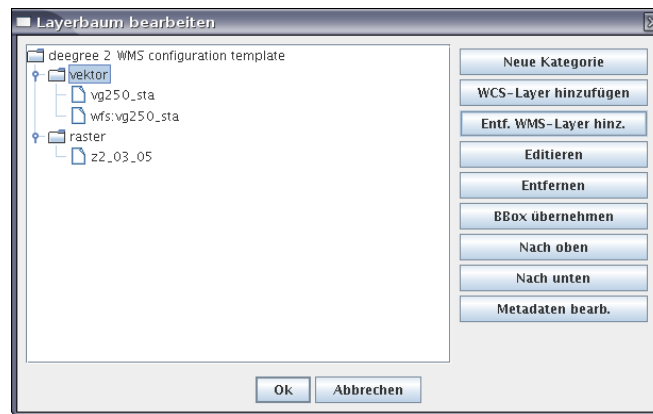 Layerbaum bearbeiten
deegree 2 WMS configuration template
vektor
vg250_sta
wfs:vg250_sta
raster
z2_03_05
Neue Kategorie
WCS-Layer hinzufügen
Entf. WMS-Layer hinz.
Editieren
Entfernen
BBox übernehmen
Nach oben
Nach unten
Metadaten bearb.
Ok
Abbrechen